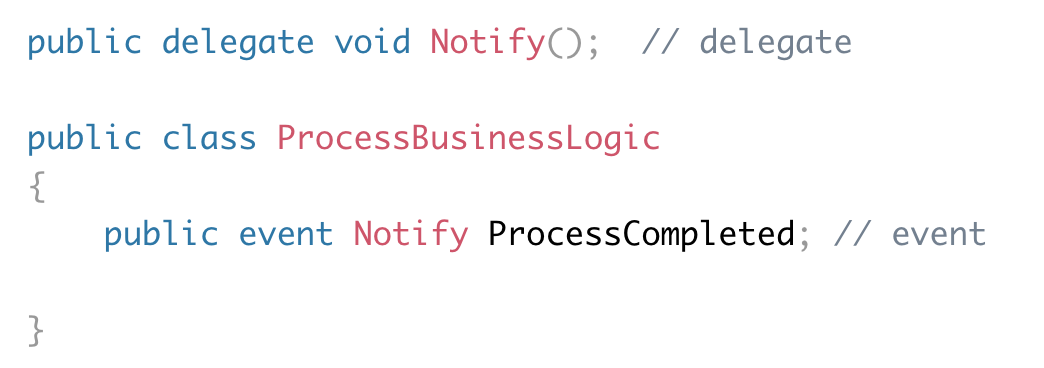 public delegate void Notify();  // delegate
public class ProcessBusinessLogic
{
    public event Notify ProcessCompleted; // event
}